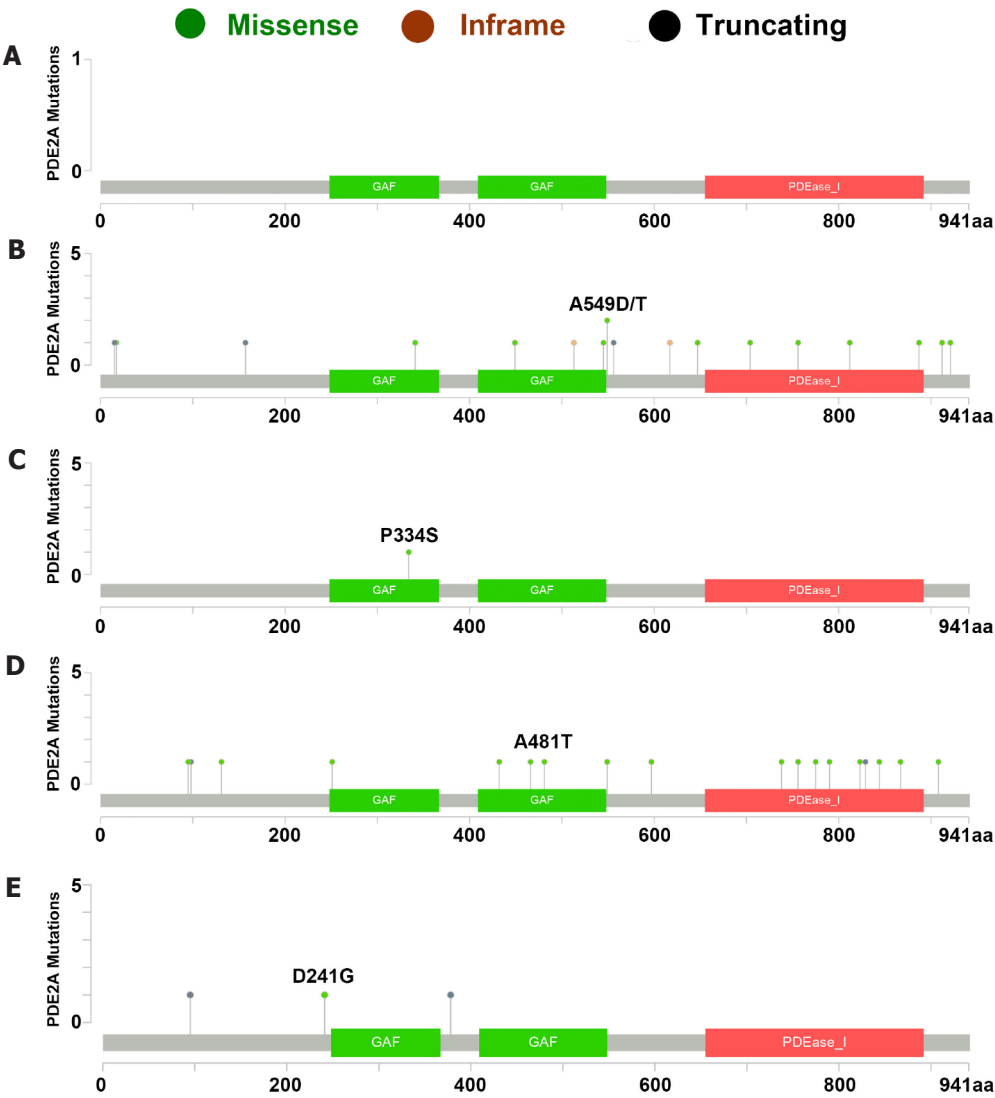 Missense Inframe Truncating
A
PDE2A Mutations
1
0
GAF GAF PDEase_I
0 200 400 600 800 941aa
B
PDE2A Mutations
5
A549D/T
0
GAF GAF PDEase_I
0 200 400 600 800 941aa
C
PDE2A Mutations
5
P334S
0
GAF GAF PDEase_I
0 200 400 600 800 941aa
D
PDE2A Mutations
5
A481T
0
GAF GAF PDEase_I
0 200 400 600 800 941aa
E
PDE2A Mutations
5
D241G
0
GAF GAF PDEase_I
0 200 400 600 800 941aa